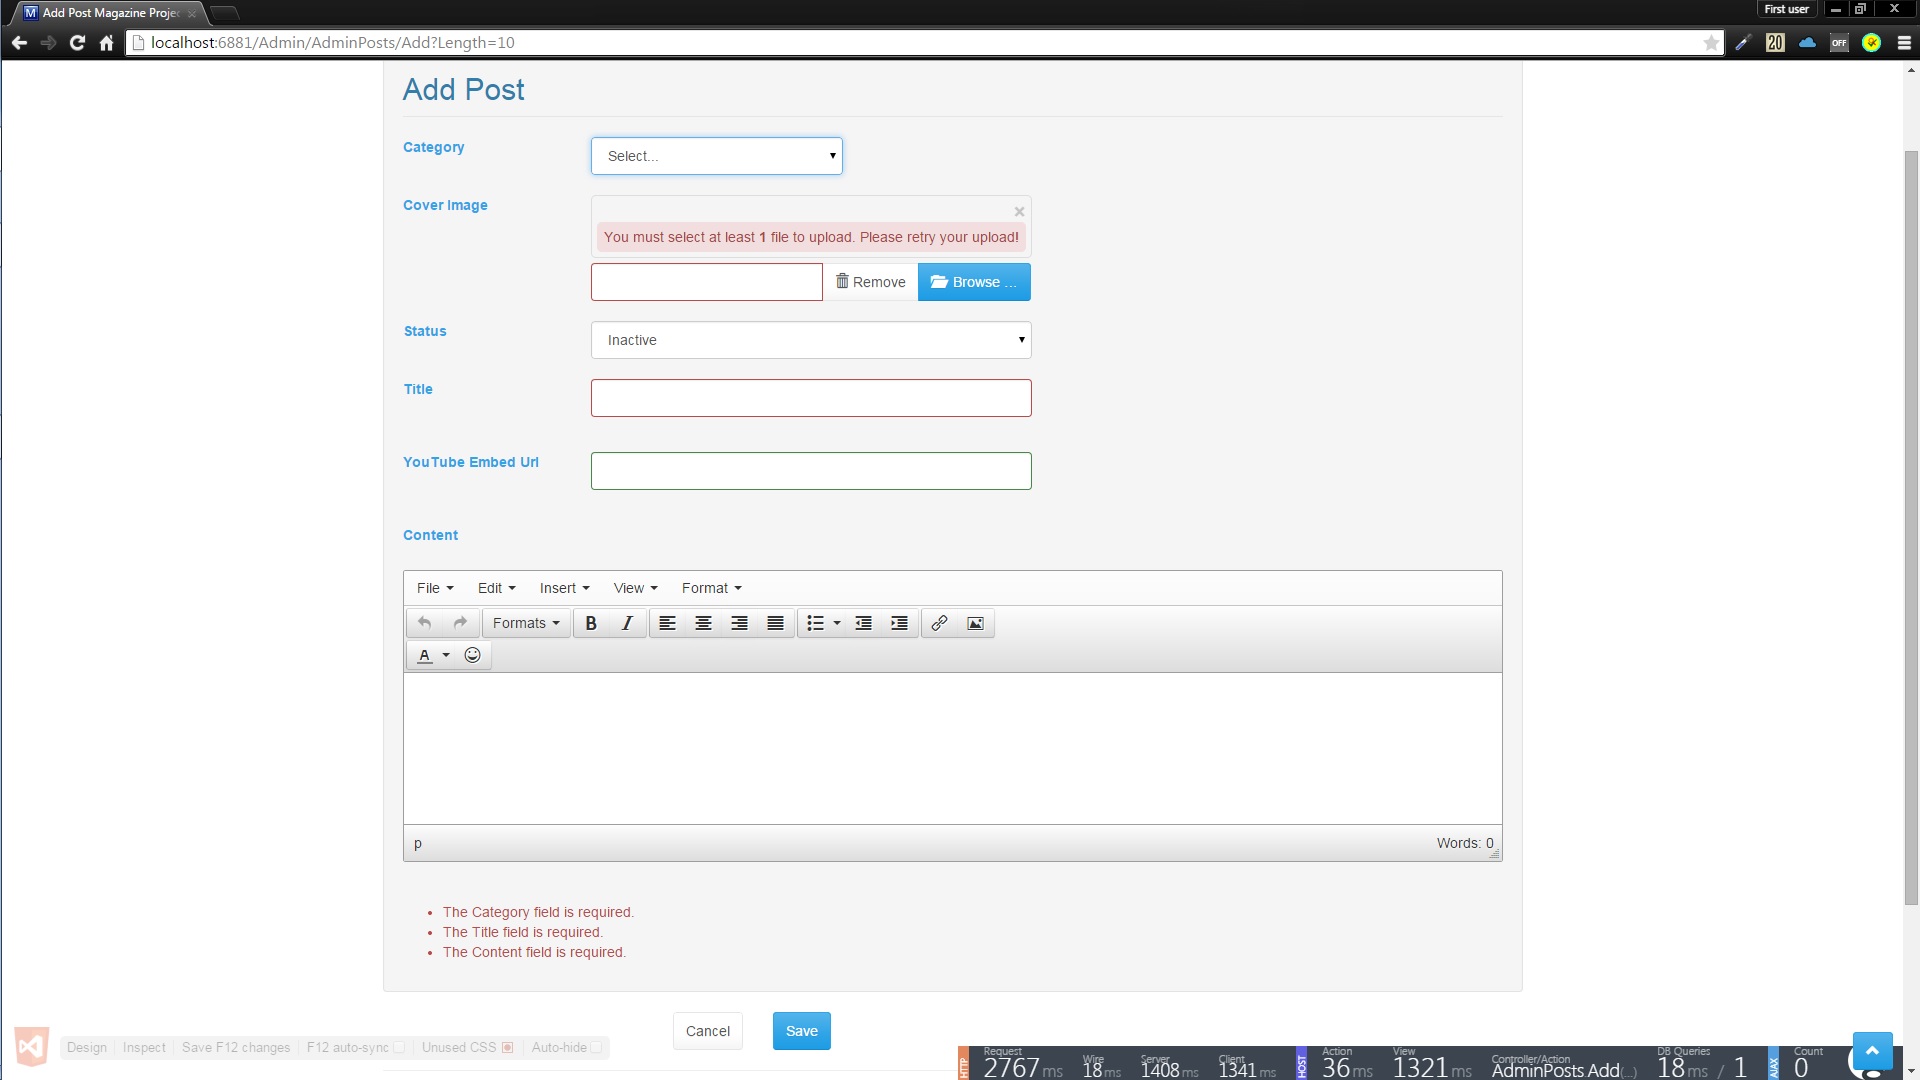 Add Post Magazine Projec
First user
localhost:6881/Admin/AdminPosts/Add?Length=10
20
OFF
Add Post
Category
Select...
Cover Image
×
You must select at least 1 file to upload. Please retry your upload!
Remove
Browse ...
Status
Inactive
Title
YouTube Embed Url
Content
File Edit Insert View Format
Formats B I
A
p
Words: 0
• The Category field is required.
• The Title field is required.
• The Content field is required.
Cancel
Save
Design Inspect Save F12 changes F12 auto-sync Unused CSS Auto-hide
HTTP Request 2767 ms Wire 18 ms Server 1408 ms Client 1341 ms HOST Action 36 ms View 1321 ms Controller/Action AdminPosts Add(...) DB Queries 18 ms / 1 AJAX Count 0